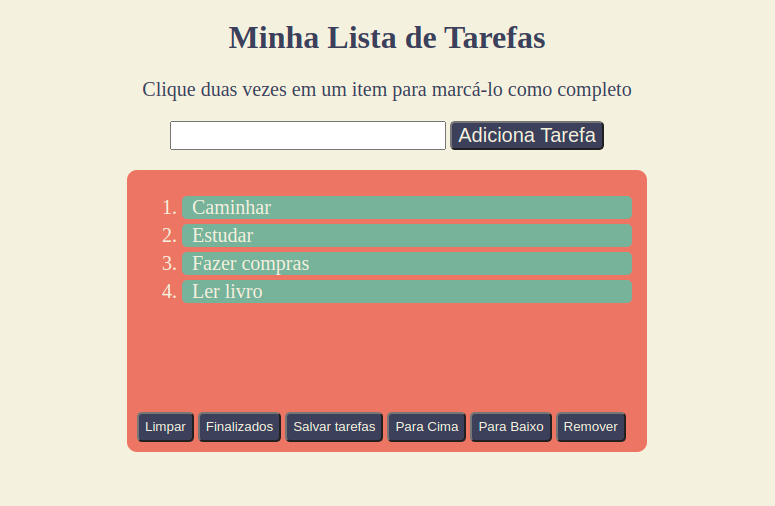 Minha Lista de Tarefas
Clique duas vezes em um item para marcá-lo como completo
Adiciona Tarefa
1. Caminhar
2. Estudar
3. Fazer compras
4. Ler livro
Limpar Finalizados Salvar tarefas Para Cima Para Baixo Remover